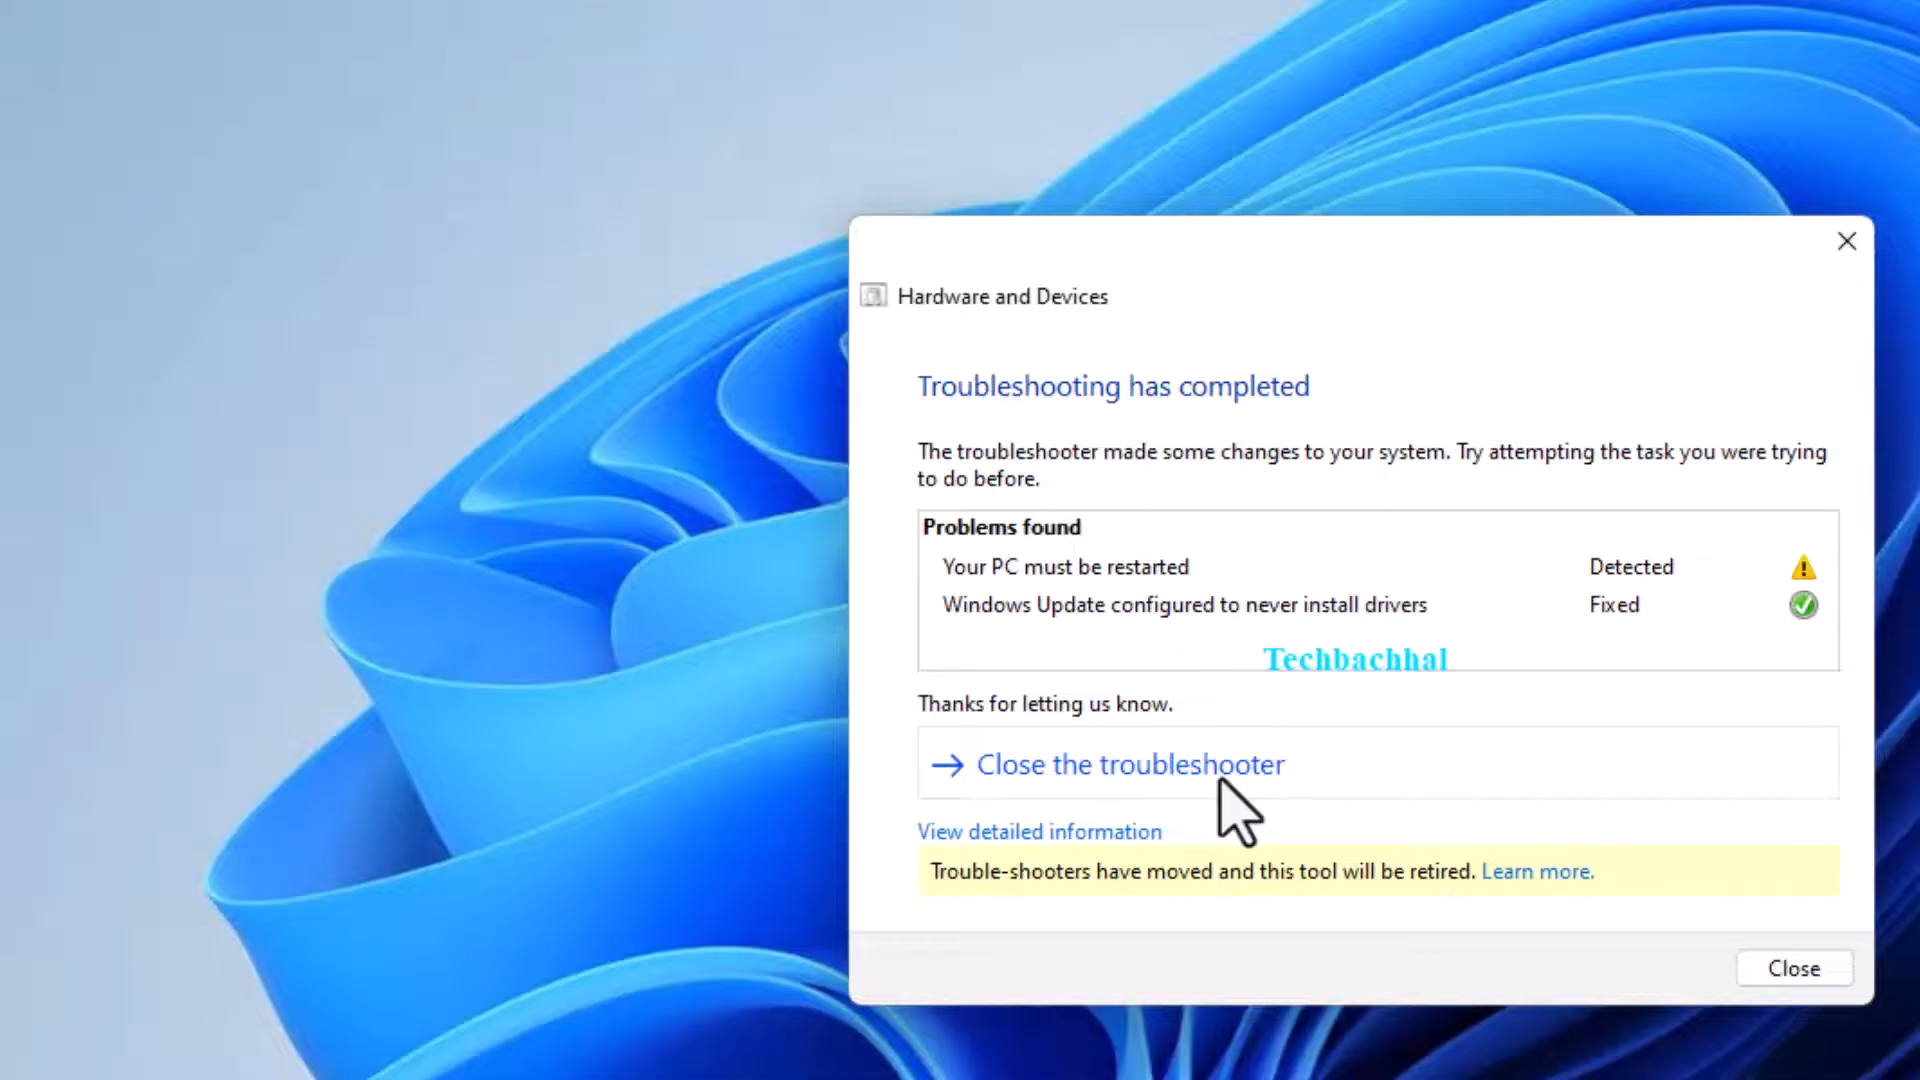 Hardware and Devices
Troubleshooting has completed
The troubleshooter made some changes to your system. Try attempting the task you were trying
to do before.
Problems found
Your PC must be restarted Detected
Windows Update configured to never install drivers Fixed
Techbachhal
Thanks for letting us know.
Close the troubleshooter
View detailed information
Trouble-shooters have moved and this tool will be retired. Learn more.
Close